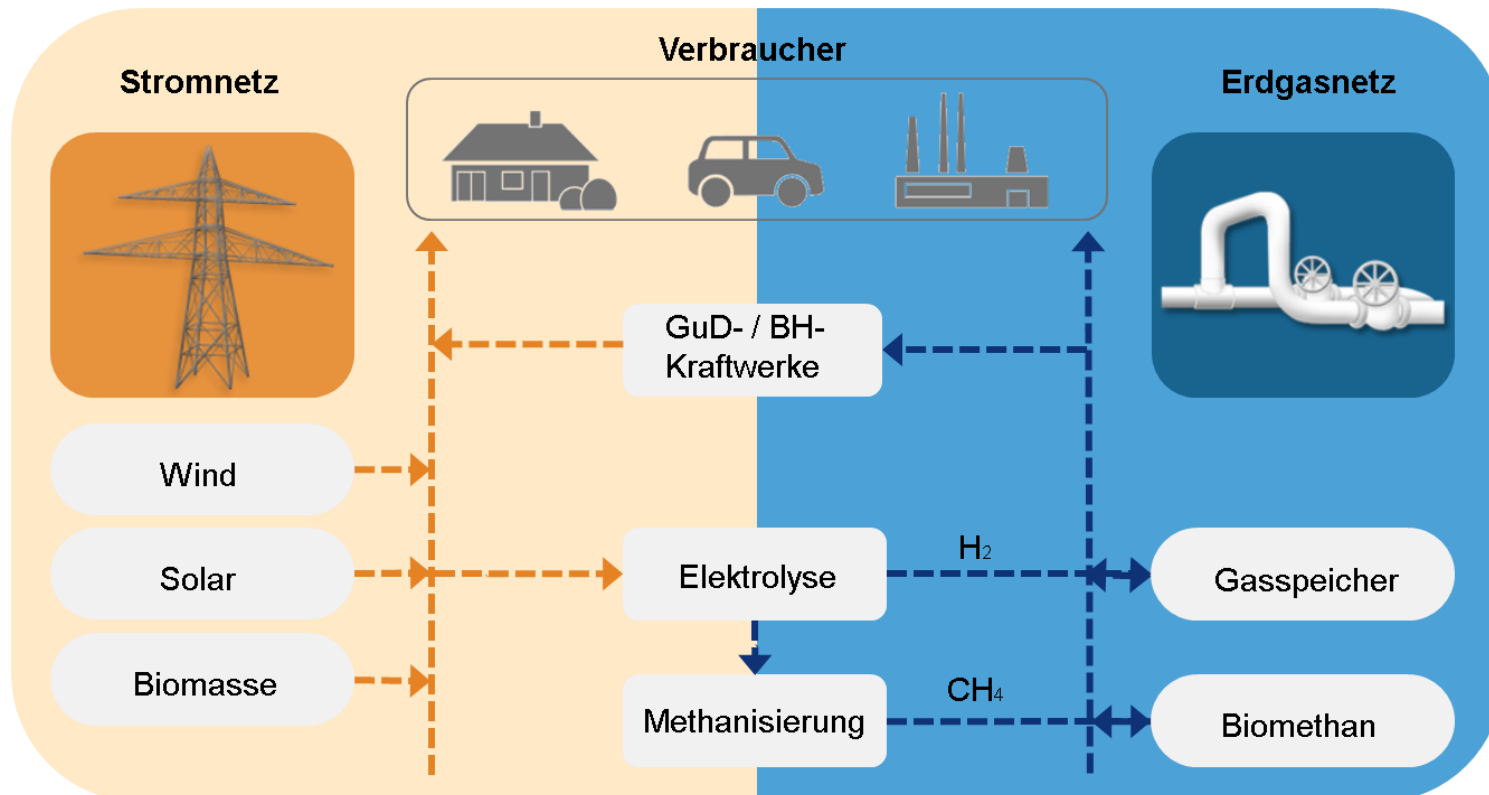 Verbraucher
Stromnetz
Erdgasnetz
GuD- / BH-
Kraftwerke
Wind
Solar
Elektrolyse
H₂
Gasspeicher
Biomasse
Methanisierung
CH₄
Biomethan